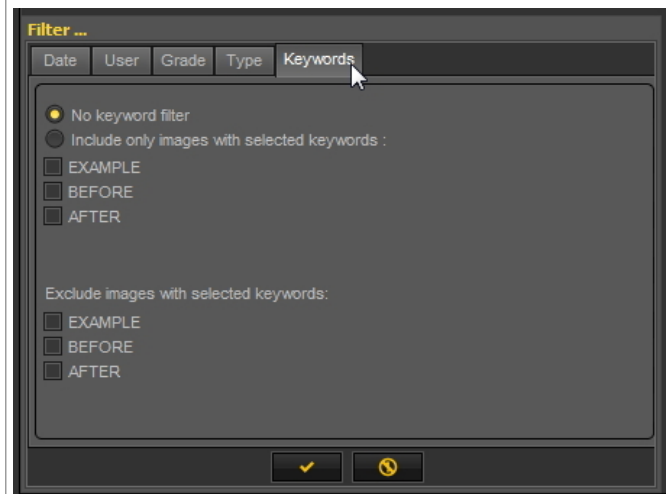 Filter ...
Date User Grade Type Keywords
No keyword filter
Include only images with selected keywords :
EXAMPLE
BEFORE
AFTER
Exclude images with selected keywords:
EXAMPLE
BEFORE
AFTER